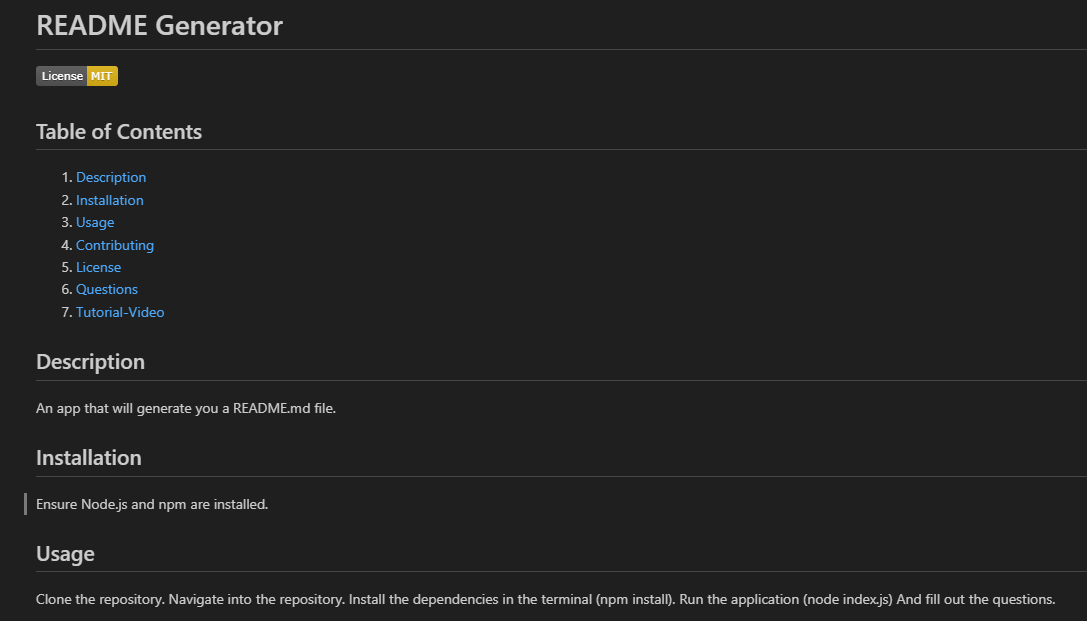 README Generator
License MIT
Table of Contents
1. Description
2. Installation
3. Usage
4. Contributing
5. License
6. Questions
7. Tutorial-Video
Description
An app that will generate you a README.md file.
Installation
Ensure Node.js and npm are installed.
Usage
Clone the repository. Navigate into the repository. Install the dependencies in the terminal (npm install). Run the application (node index.js) And fill out the questions.